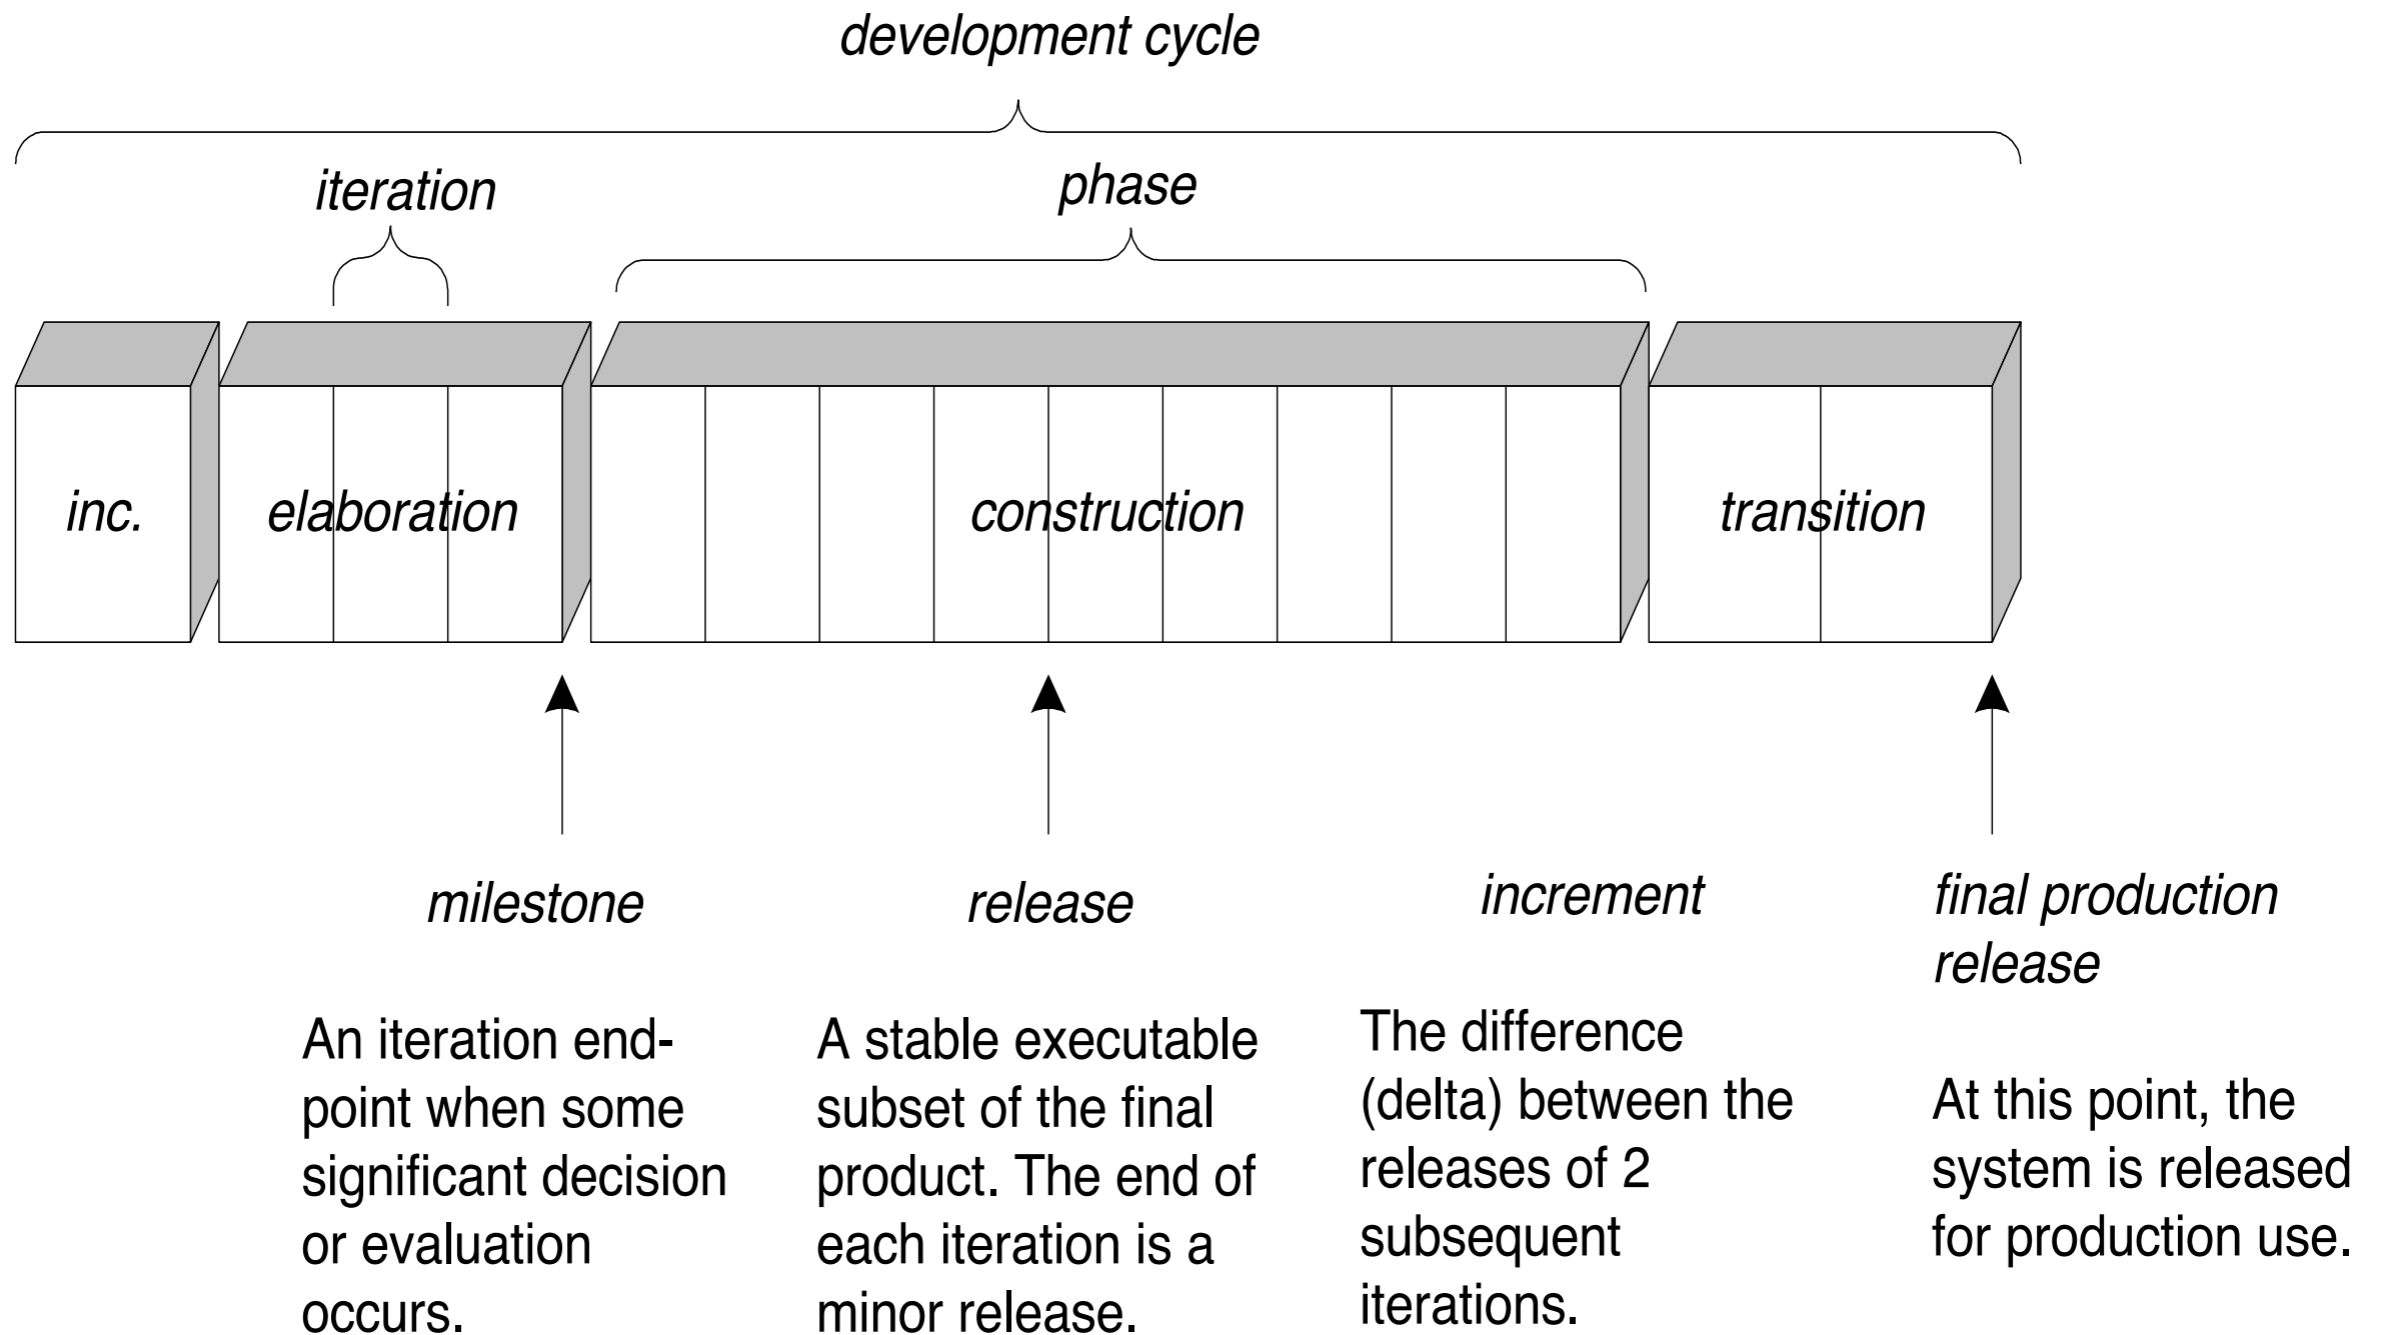 development cycle
iteration
phase
inc.
elaboration
construction
transition
milestone
An iteration end-
point when some
significant decision
or evaluation
occurs.
release
A stable executable
subset of the final
product. The end of
each iteration is a
minor release.
increment
The difference
(delta) between the
releases of 2
subsequent
iterations.
final production
release
At this point, the
system is released
for production use.